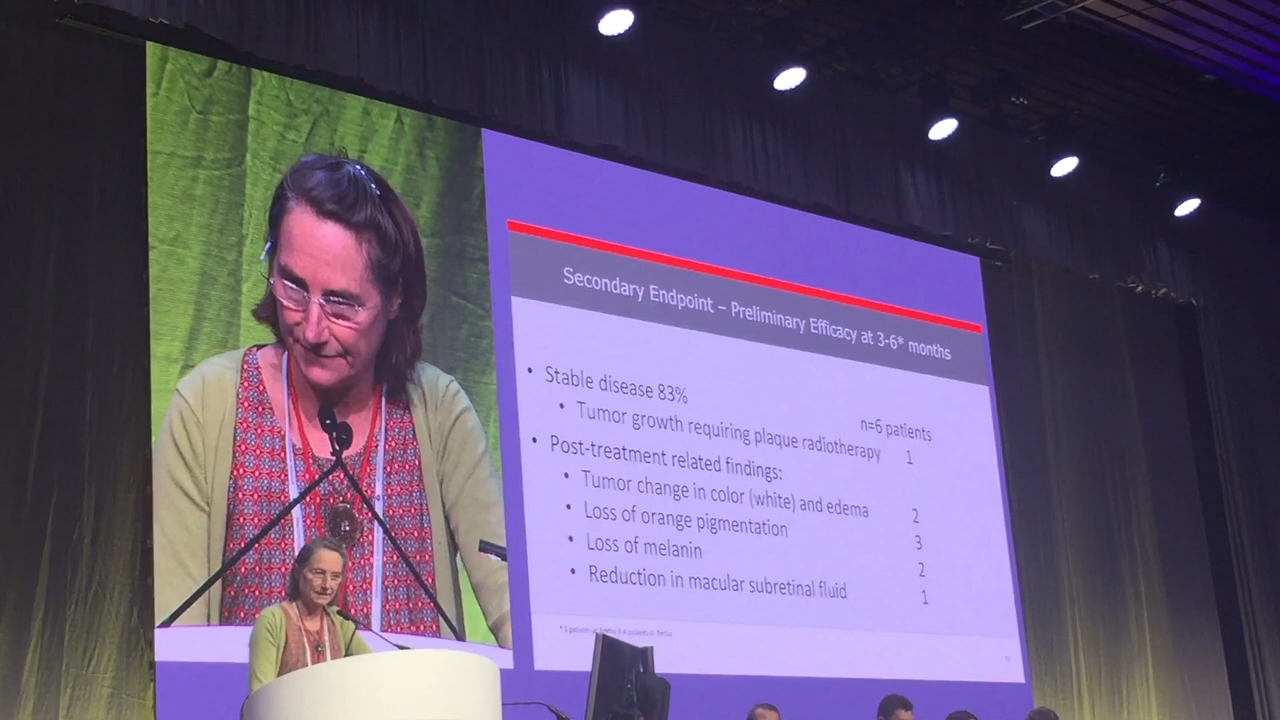 Secondary Endpoint – Preliminary Efficacy at 3-6* months
• Stable disease 83%
n=6 patients
• Tumor growth requiring plaque radiotherapy 1
• Post-treatment related findings:
• Tumor change in color (white) and edema 2
• Loss of orange pigmentation 3
• Loss of melanin 2
• Reduction in macular subretinal fluid 1